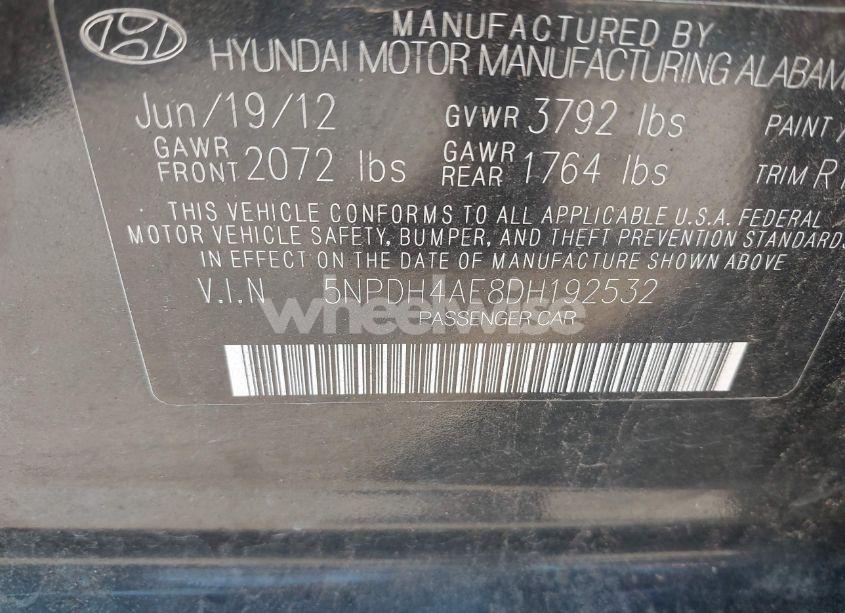 MANUFACTURED BY
HYUNDAI MOTOR MANUFACTURING ALABAM
Jun/19/12 GVWR 3792 lbs PAINT
GAWR FRONT 2072 lbs GAWR REAR 1764 lbs TRIM R
THIS VEHICLE CONFORMS TO ALL APPLICABLE U.S.A. FEDERAL
MOTOR VEHICLE SAFETY, BUMPER, AND THEFT PREVENTION STANDARDS
IN EFFECT ON THE DATE OF MANUFACTURE SHOWN ABOVE
V.I.N 5NPDH4AE8DH192532
wheelwise
PASSENGER CAR